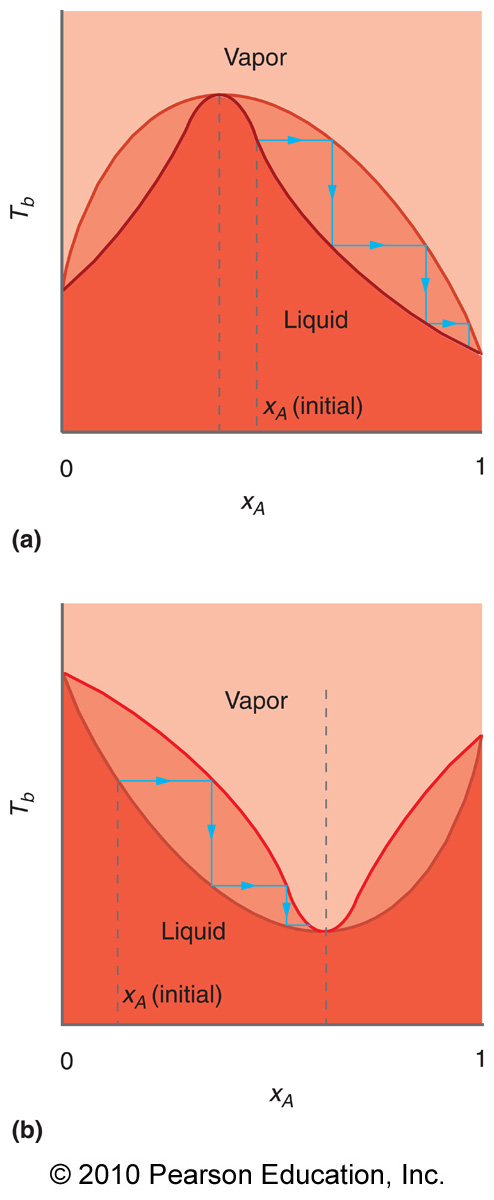 Vapor
T_b
Liquid
x_A (initial)
0
1
x_A
(a)
Vapor
T_b
Liquid
x_A (initial)
0
1
x_A
(b)
© 2010 Pearson Education, Inc.